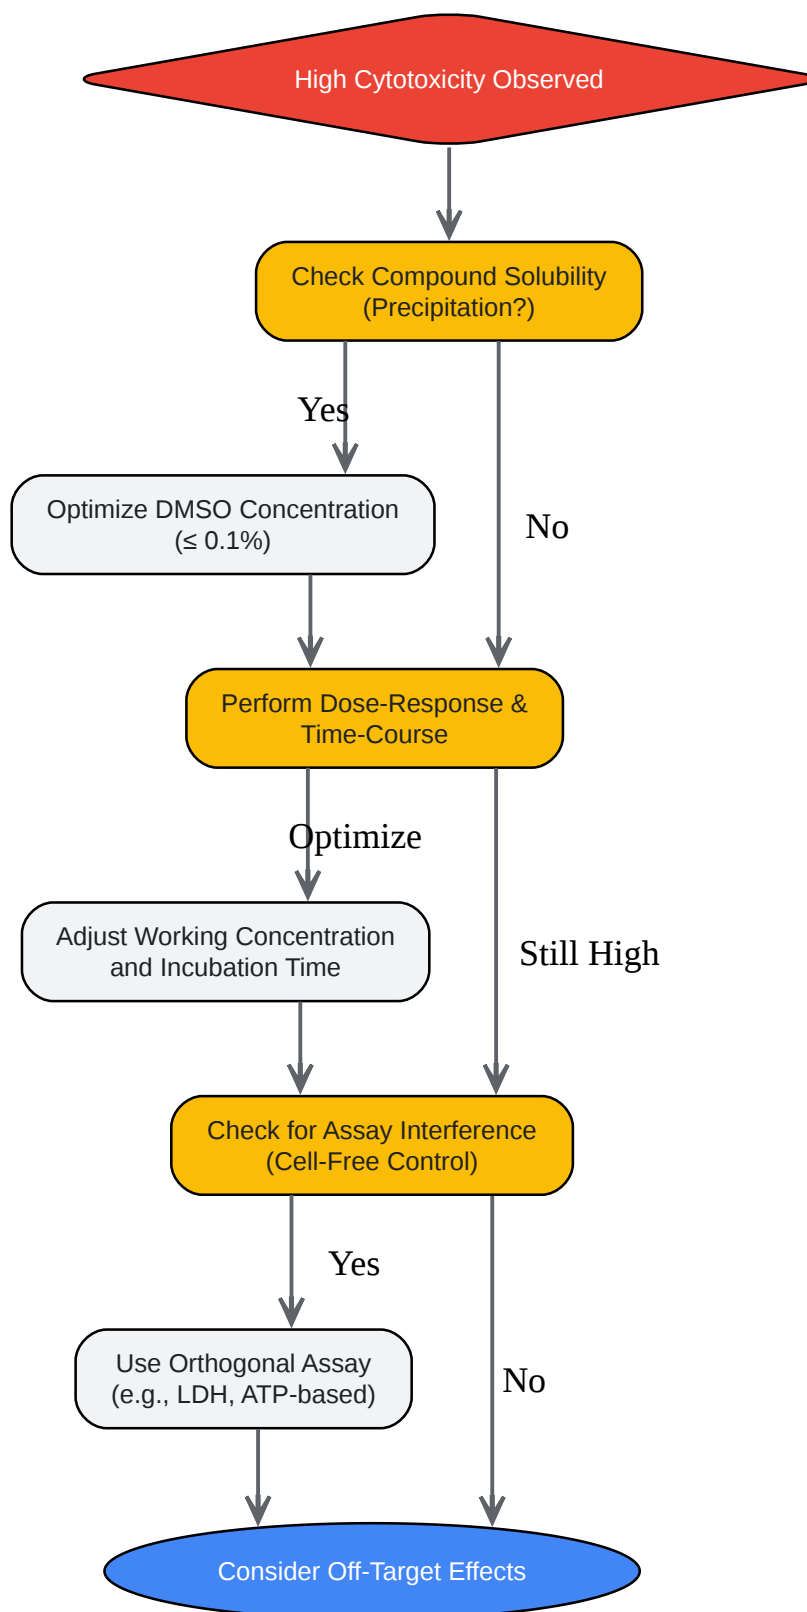 High Cytotoxicity Observed
Check Compound Solubility
(Precipitation?)
Yes
Optimize DMSO Concentration
(≤ 0.1%)
No
Perform Dose-Response &
Time-Course
Optimize
Adjust Working Concentration
and Incubation Time
Still High
Check for Assay Interference
(Cell-Free Control)
Yes
Use Orthogonal Assay
(e.g., LDH, ATP-based)
No
Consider Off-Target Effects